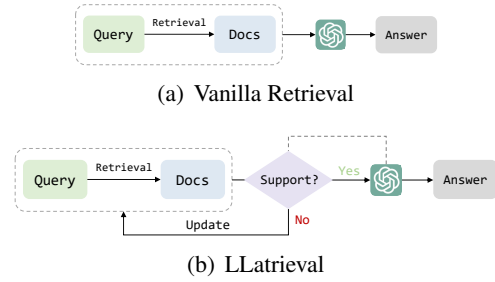 Query
Retrieval
Docs
Answer
(a) Vanilla Retrieval
Query
Retrieval
Docs
Support?
Yes
Answer
Update
No
(b) LLatrieval